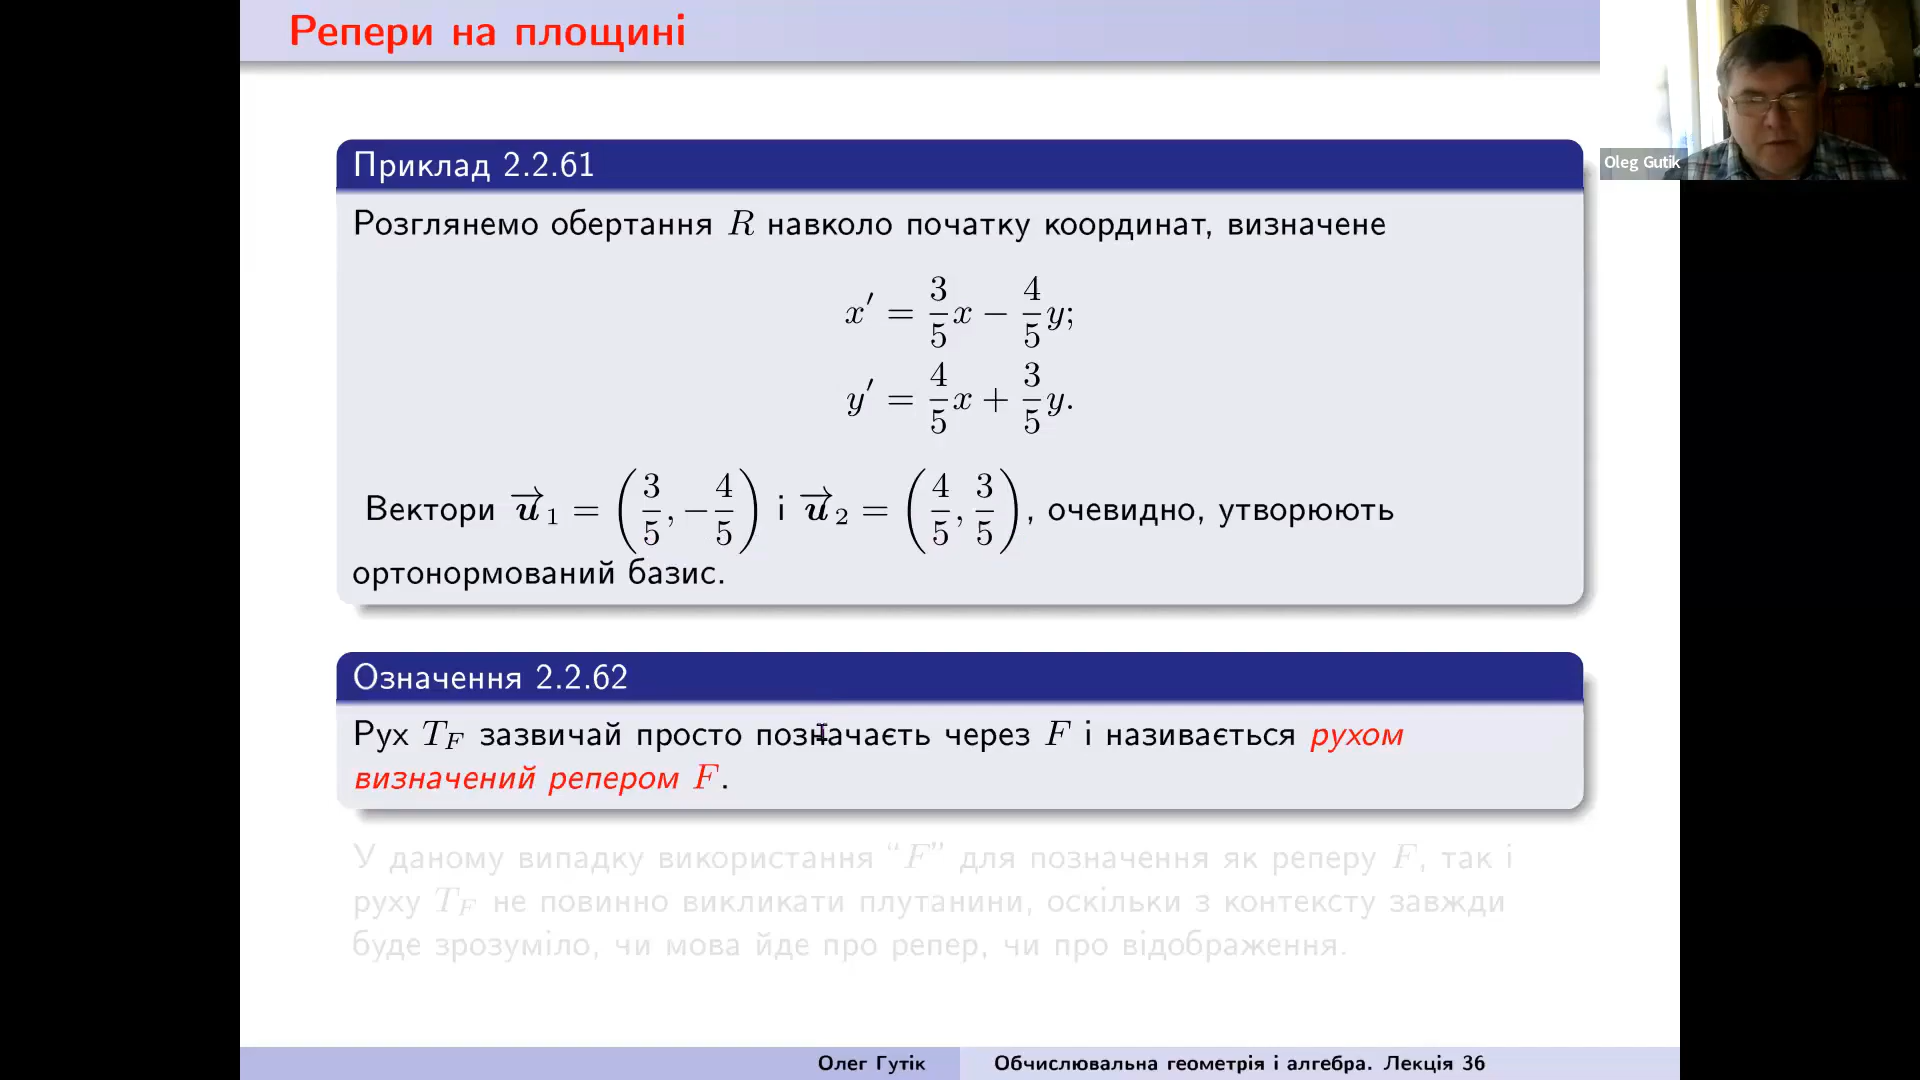 Репери на площині
Oleg Gutik
Приклад 2.2.61
Розглянемо обертання R навколо початку координат, визначене
x′ = 3/5 x − 4/5 y;
y′ = 4/5 x + 3/5 y.
Вектори u⃗₁ = (3/5, −4/5) і u⃗₂ = (4/5, 3/5), очевидно, утворюють
ортонормований базис.
Означення 2.2.62
Рух T_F зазвичай просто позначаєть через F і називається рухом
визначений репером F.
У даному випадку використання “F” для позначення як реперу F, так і
руху T_F не повинно викликати плутанини, оскільки з контексту завжди
буде зрозуміло, чи мова йде про репер, чи про відображення.
Олег Гутік
Обчислювальна геометрія і алгебра. Лекція 36